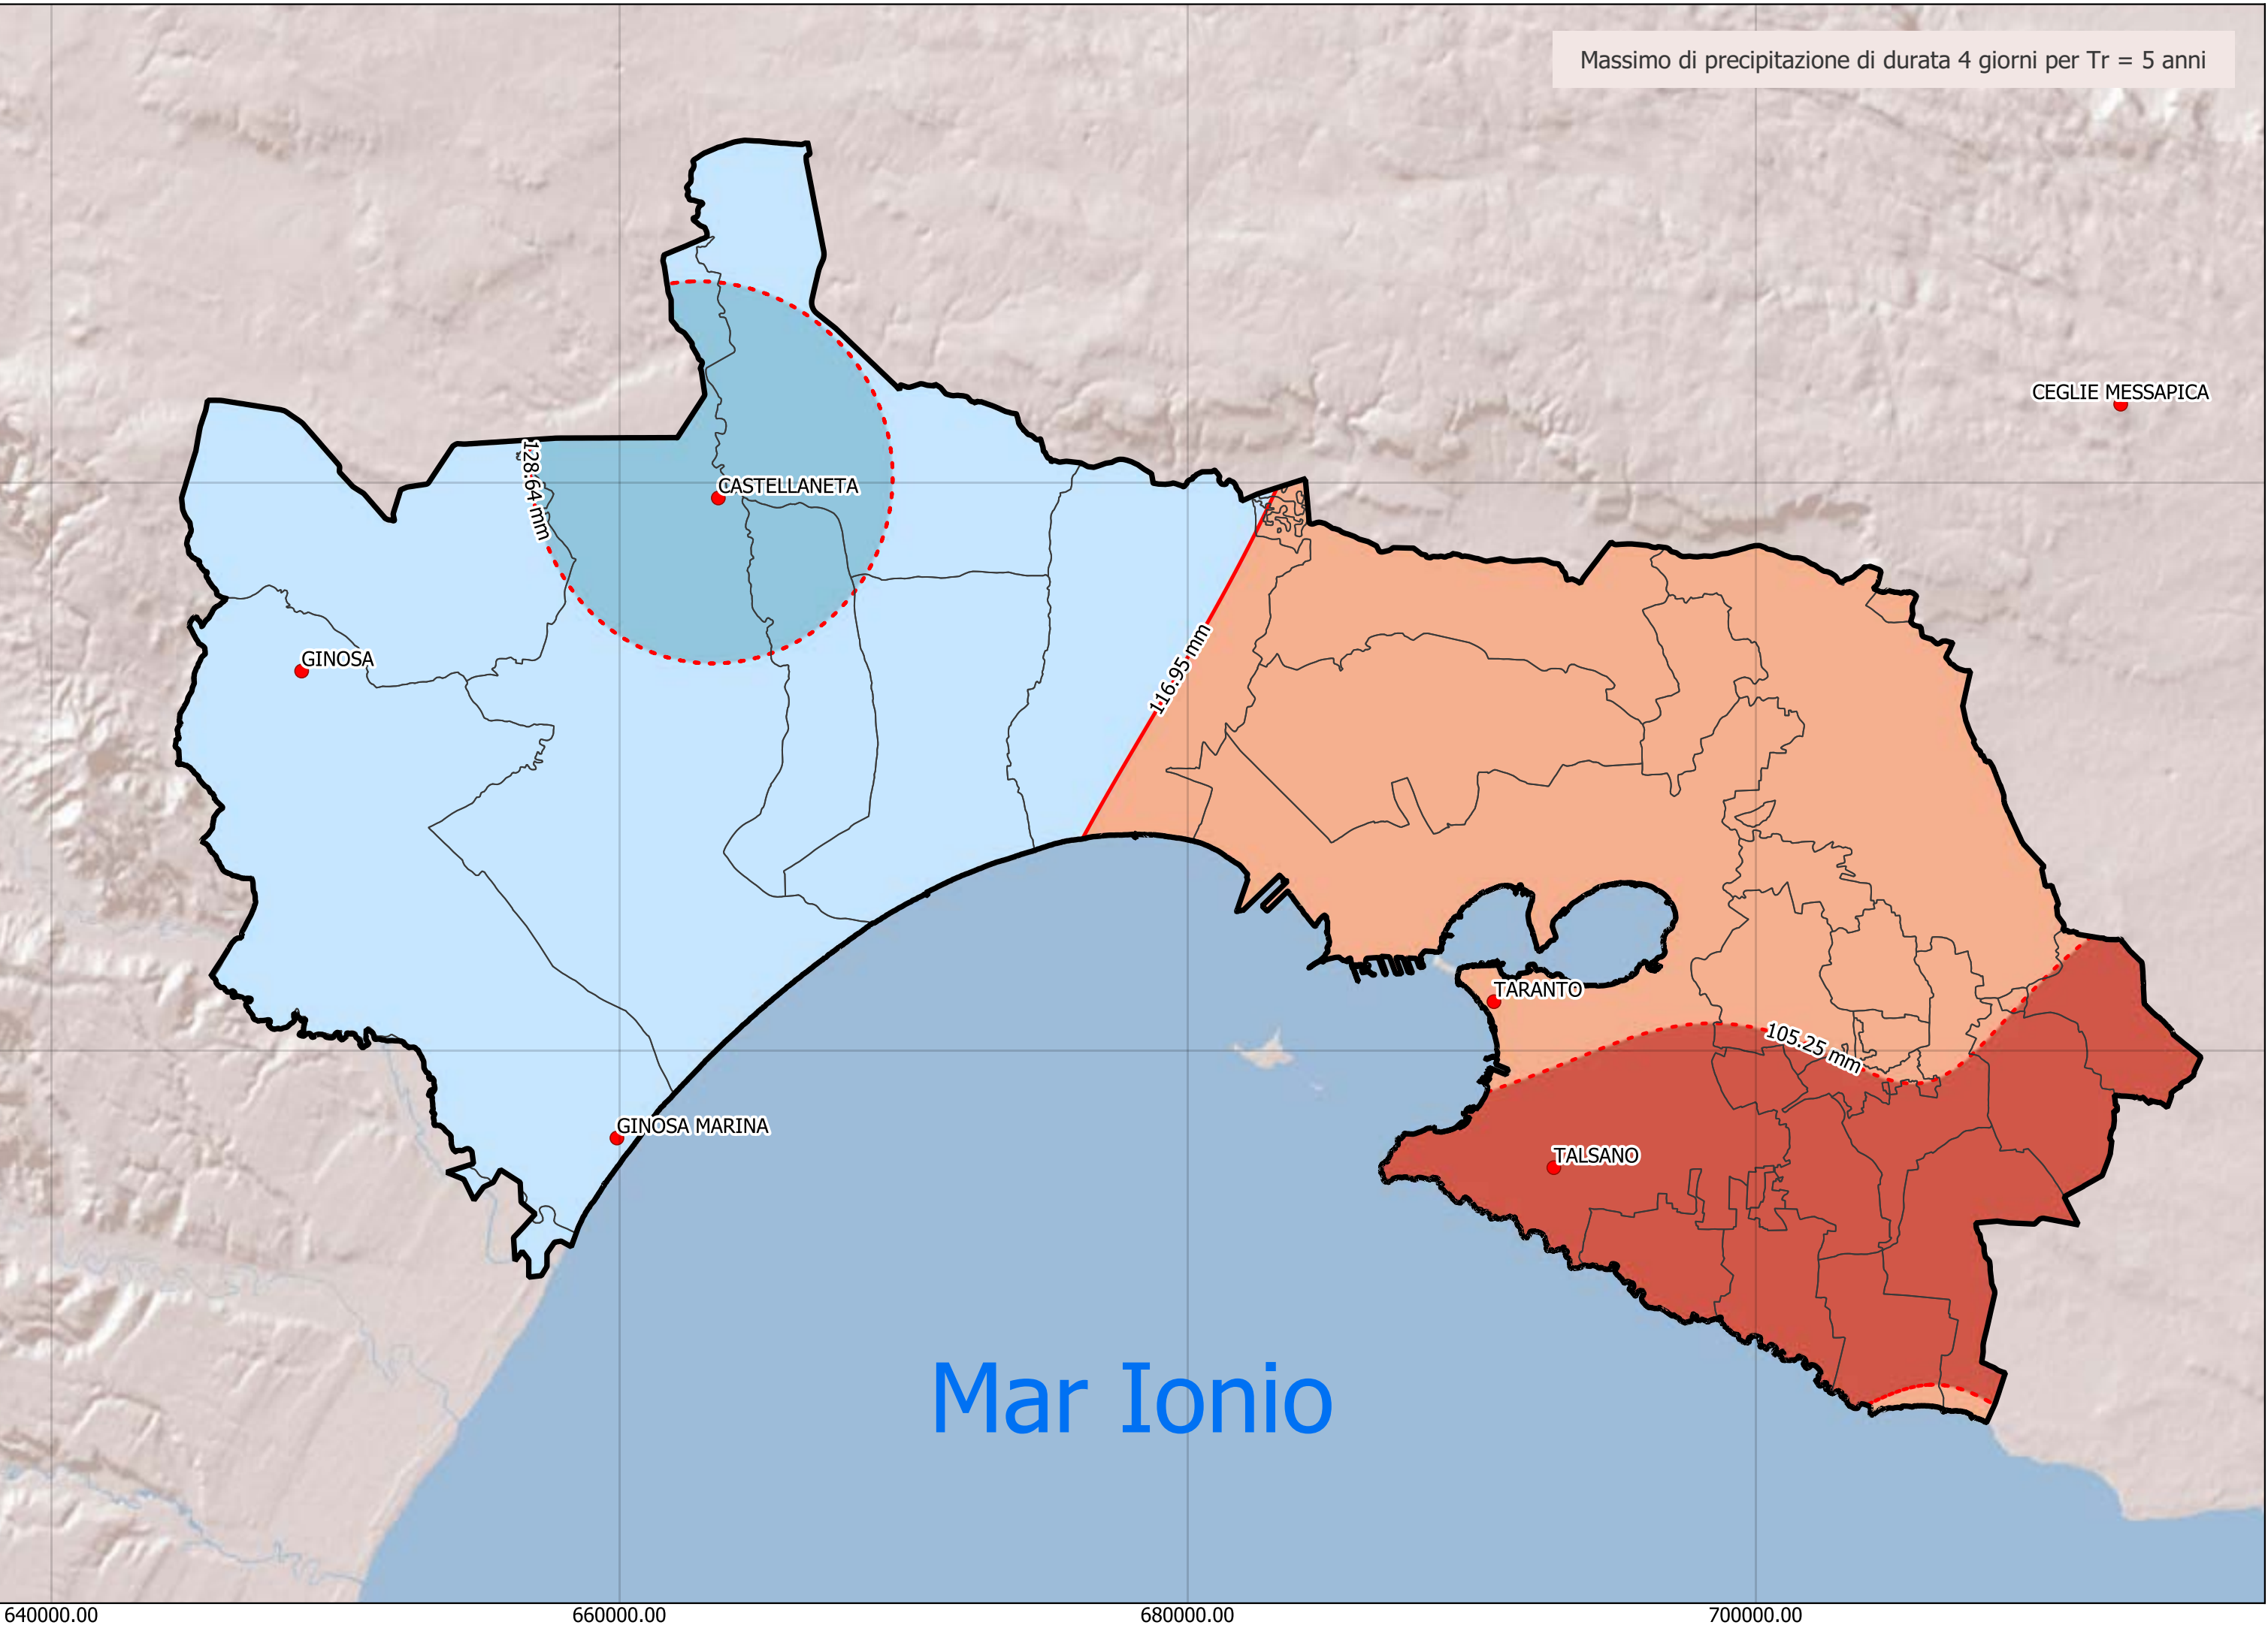 Massimo di precipitazione di durata 4 giorni per Tr = 5 anni
CEGLIE MESSAPICA
128.64 mm
CASTELLANETA
GINOSA
116.95 mm
TARANTO
105.25 mm
GINOSA MARINA
TALSANO
Mar Ionio
640000.00
660000.00
680000.00
700000.00